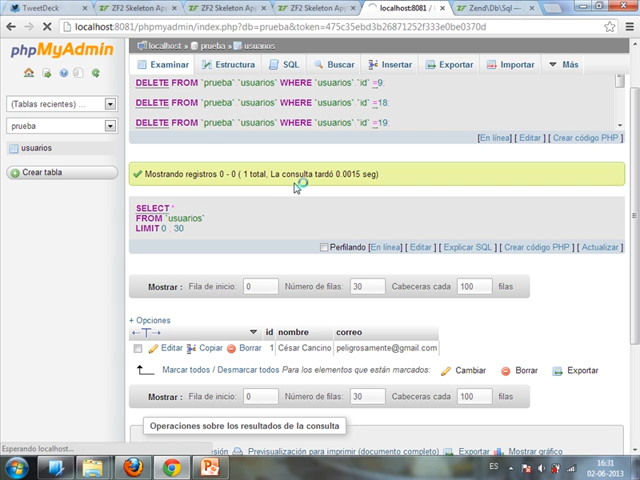 TweetDeck
ZF2 Skeleton Ap
ZF2 Skeleton Ap
ZF2 Skeleton Ap
localhost:8081 /
Zend\Db\Sql —
localhost:8081/phpmyadmin/index.php?db=prueba&token=475c35ebd3b26871252f333e0be0370d
phpMyAdmin
localhost » prueba » usuarios
Examinar
Estructura
SQL
Buscar
Insertar
Exportar
Importar
Más
DELETE FROM `prueba`.`usuarios` WHERE `usuarios`.`id` =9;
DELETE FROM `prueba`.`usuarios` WHERE `usuarios`.`id` =18;
DELETE FROM `prueba`.`usuarios` WHERE `usuarios`.`id` =19;
(Tablas recientes) ...
prueba
usuarios
Crear tabla
[En línea] [ Editar ] [ Crear código PHP ]
Mostrando registros 0 - 0 ( 1 total, La consulta tardó 0.0015 seg)
SELECT *
FROM `usuarios`
LIMIT 0 , 30
Perfilando [En línea] [ Editar ] [ Explicar SQL ] [ Crear código PHP ] [ Actualizar ]
Mostrar : Fila de inicio: 0 Número de filas: 30 Cabeceras cada 100 filas
+ Opciones
←T→ id nombre correo
Editar Copiar Borrar 1 César Cancino peligrosamente@gmail.com
Marcar todos / Desmarcar todos Para los elementos que están marcados: Cambiar Borrar Exportar
Mostrar : Fila de inicio: 0 Número de filas: 30 Cabeceras cada 100 filas
Operaciones sobre los resultados de la consulta
Esperando localhost...
Previsualización para imprimir (documento completo) Exportar Mostrar gráfico
ES
16:31
02-06-2013